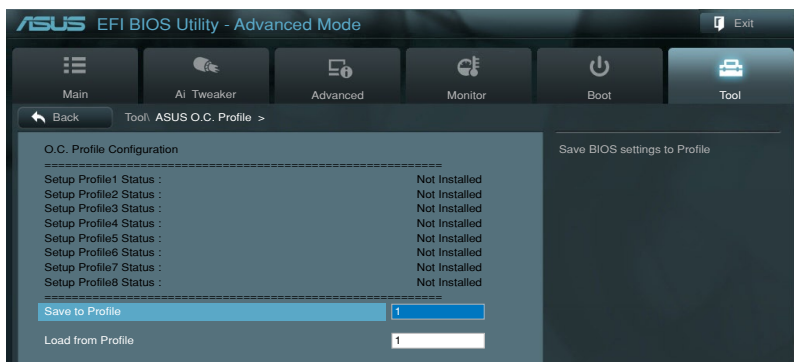 ASUS EFI BIOS Utility - Advanced Mode
Exit
Main
Ai Tweaker
Advanced
Monitor
Boot
Tool
Back
Tool\ ASUS O.C. Profile >
O.C. Profile Configuration
Save BIOS settings to Profile
============================================================
Setup Profile1 Status : Not Installed
Setup Profile2 Status : Not Installed
Setup Profile3 Status : Not Installed
Setup Profile4 Status : Not Installed
Setup Profile5 Status : Not Installed
Setup Profile6 Status : Not Installed
Setup Profile7 Status : Not Installed
Setup Profile8 Status : Not Installed
============================================================
Save to Profile 1
Load from Profile 1